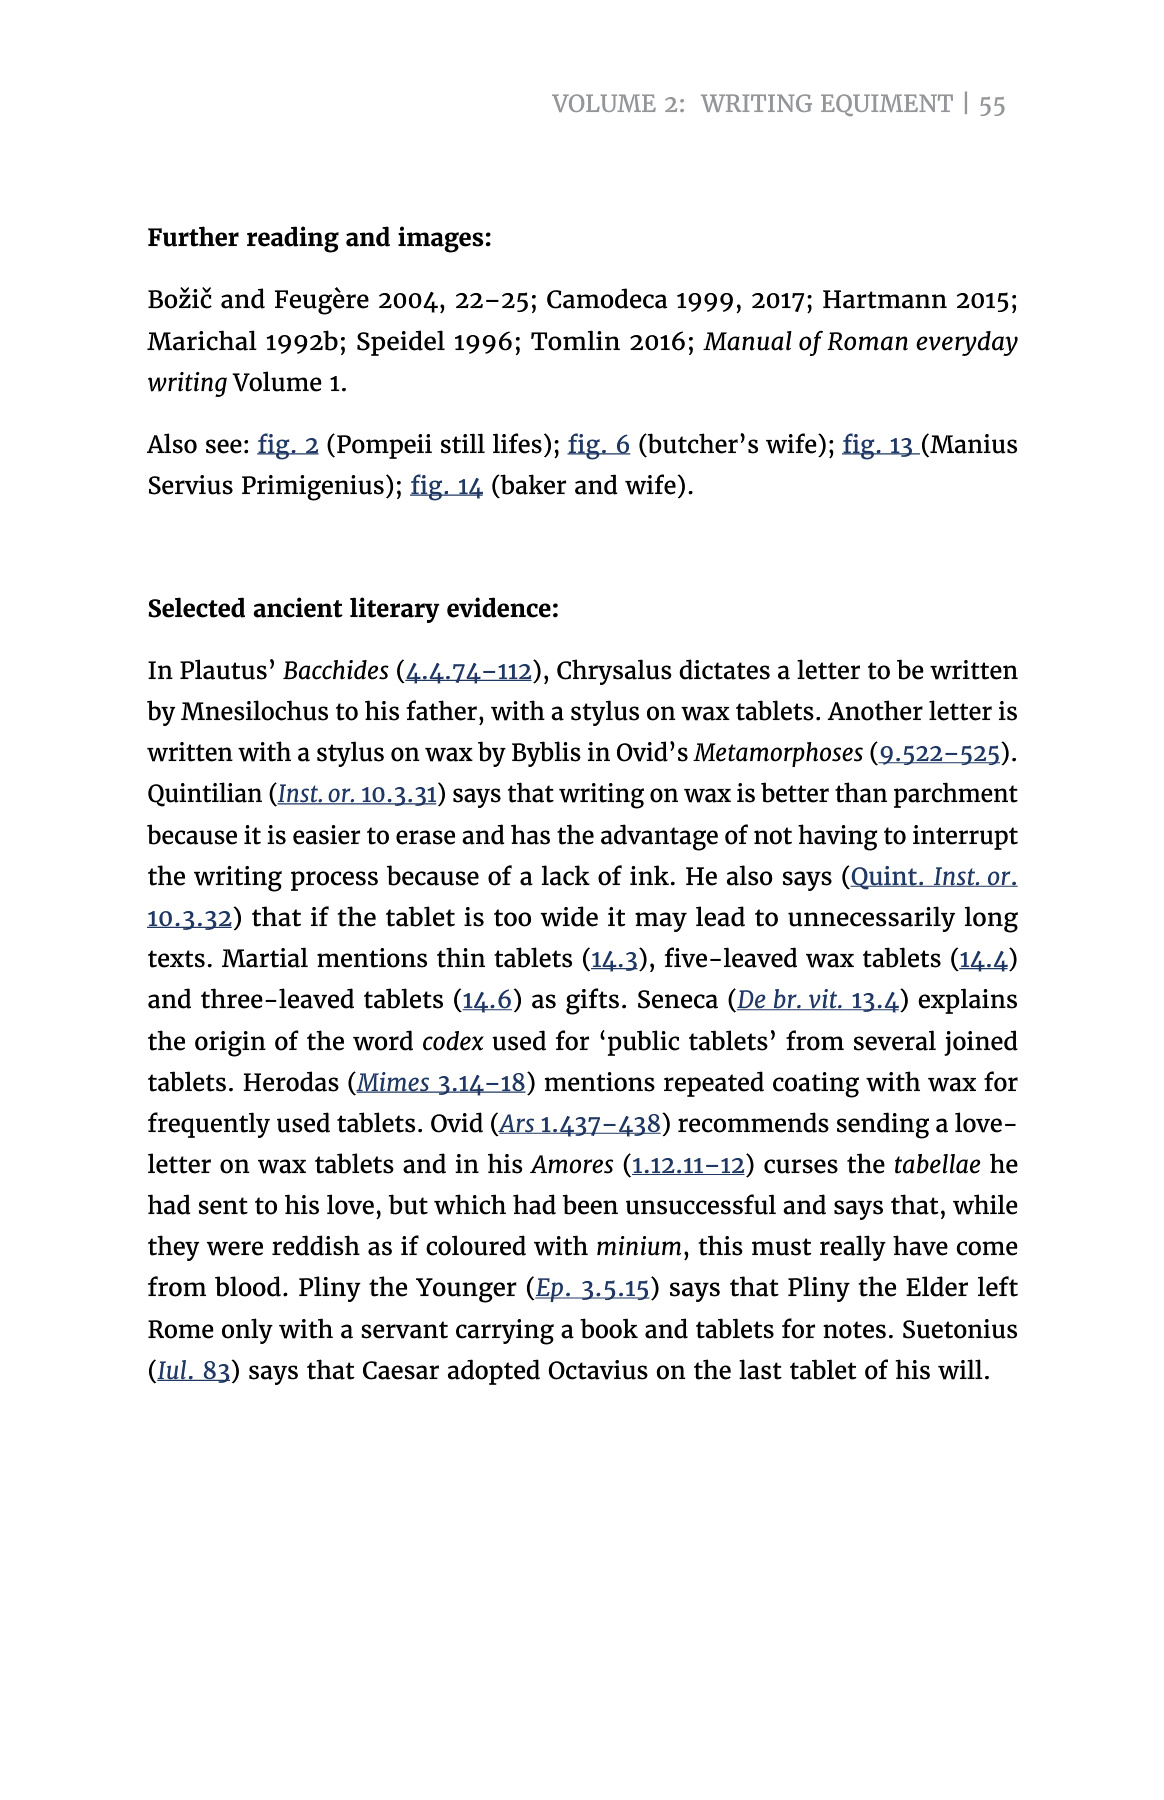 VOLUME 2: WRITING EQUIMENT | 55
Further reading and images:
Božič and Feugère 2004, 22–25; Camodeca 1999, 2017; Hartmann 2015;
Marichal 1992b; Speidel 1996; Tomlin 2016; Manual of Roman everyday
writing Volume 1.
Also see: fig. 2 (Pompeii still lifes); fig. 6 (butcher’s wife); fig. 13 (Manius
Servius Primigenius); fig. 14 (baker and wife).
Selected ancient literary evidence:
In Plautus’ Bacchides (4.4.74–112), Chrysalus dictates a letter to be written
by Mnesilochus to his father, with a stylus on wax tablets. Another letter is
written with a stylus on wax by Byblis in Ovid’s Metamorphoses (9.522–525).
Quintilian (Inst. or. 10.3.31) says that writing on wax is better than parchment
because it is easier to erase and has the advantage of not having to interrupt
the writing process because of a lack of ink. He also says (Quint. Inst. or.
10.3.32) that if the tablet is too wide it may lead to unnecessarily long
texts. Martial mentions thin tablets (14.3), five-leaved wax tablets (14.4)
and three-leaved tablets (14.6) as gifts. Seneca (De br. vit. 13.4) explains
the origin of the word codex used for ‘public tablets’ from several joined
tablets. Herodas (Mimes 3.14–18) mentions repeated coating with wax for
frequently used tablets. Ovid (Ars 1.437–438) recommends sending a love-
letter on wax tablets and in his Amores (1.12.11–12) curses the tabellae he
had sent to his love, but which had been unsuccessful and says that, while
they were reddish as if coloured with minium, this must really have come
from blood. Pliny the Younger (Ep. 3.5.15) says that Pliny the Elder left
Rome only with a servant carrying a book and tablets for notes. Suetonius
(Iul. 83) says that Caesar adopted Octavius on the last tablet of his will.